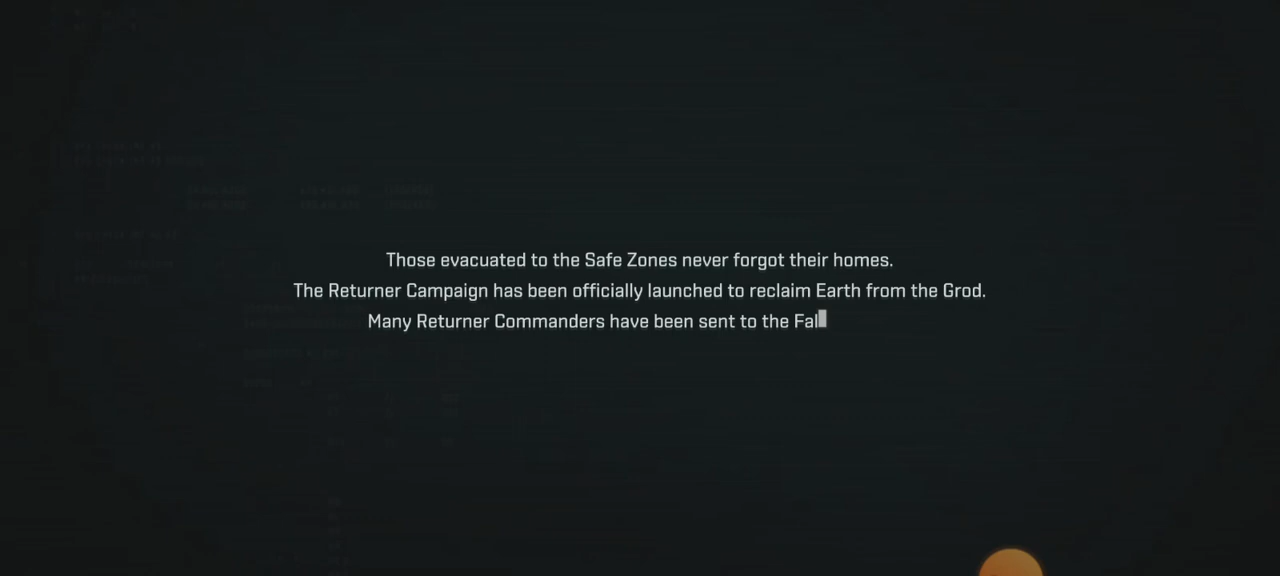 Those evacuated to the Safe Zones never forgot their homes.
The Returner Campaign has been officially launched to reclaim Earth from the Grod.
Many Returner Commanders have been sent to the Fal